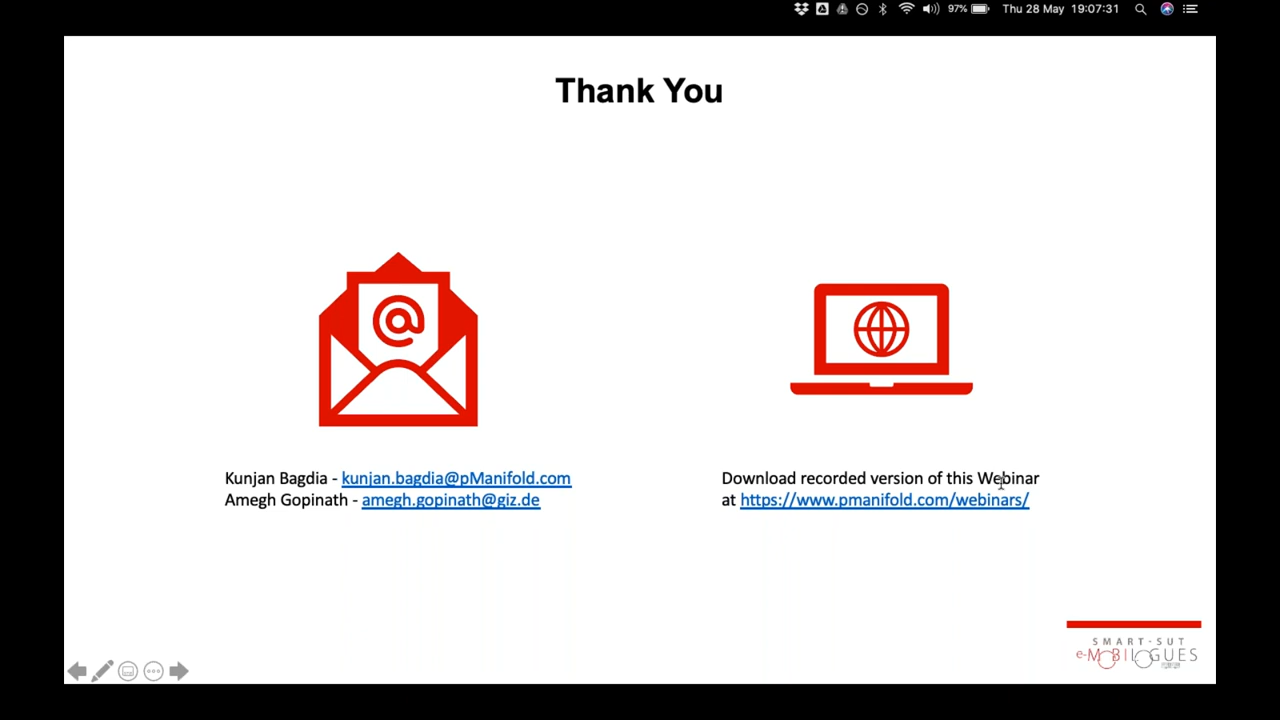 97% Thu 28 May 19:07:31
Thank You
@
Kunjan Bagdia - kunjan.bagdia@pManifold.com
Amegh Gopinath - amegh.gopinath@giz.de
Download recorded version of this Webinar
at https://www.pmanifold.com/webinars/
SMART-SUT
e-MOBILOGUES